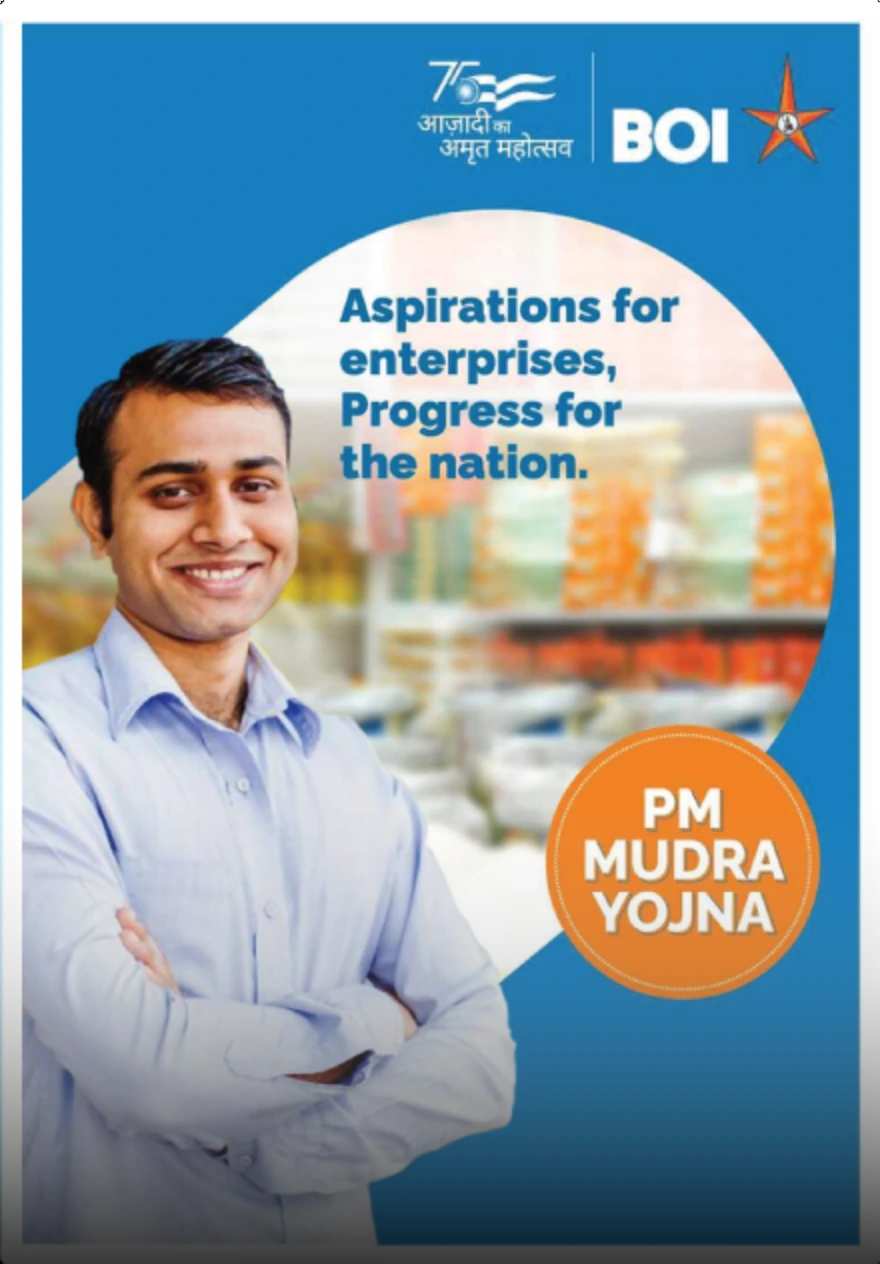 75
आज़ादी का
अमृत महोत्सव
BOI
Aspirations for
enterprises,
Progress for
the nation.
PM
MUDRA
YOJNA